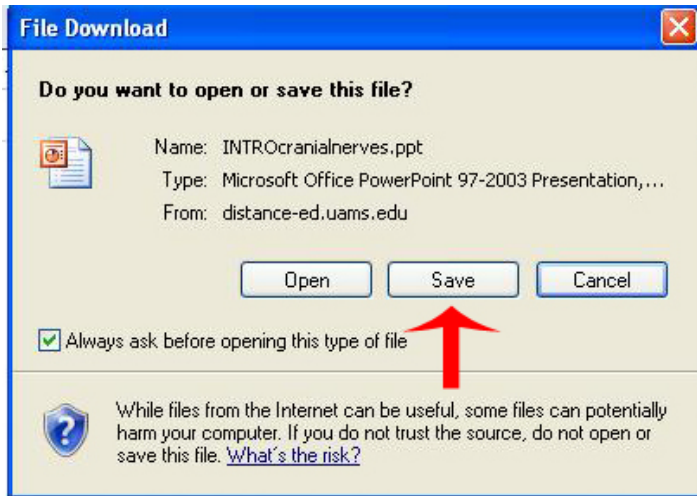 File Download
Do you want to open or save this file?
Name: INTROcranialnerves.ppt
Type: Microsoft Office PowerPoint 97-2003 Presentation,...
From: distance-ed.uams.edu
Open Save Cancel
Always ask before opening this type of file
While files from the Internet can be useful, some files can potentially
harm your computer. If you do not trust the source, do not open or
save this file. What's the risk?